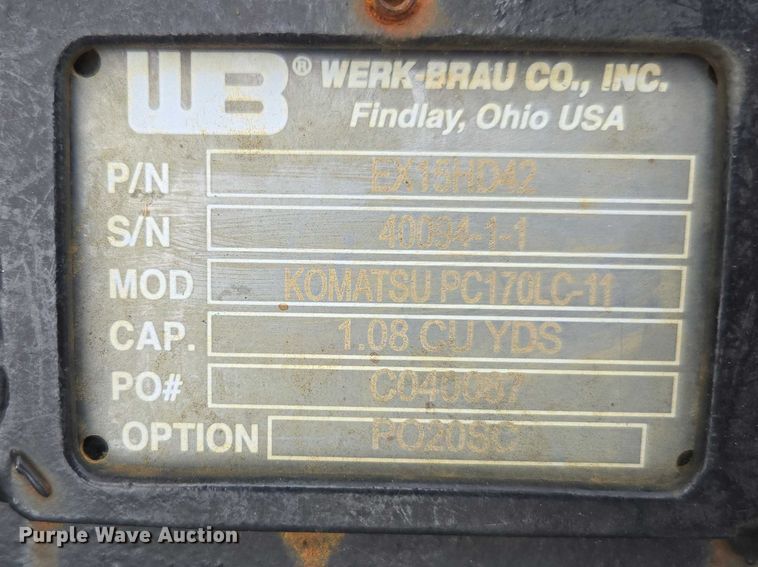 WB® WERK-BRAU CO., INC.
Findlay, Ohio USA
P/N EX15HD42
S/N 40094-1-1
MOD KOMATSU PC170LC-11
CAP. 1.08 CU YDS
PO# CO40087
OPTION PO20SC
Purple Wave Auction